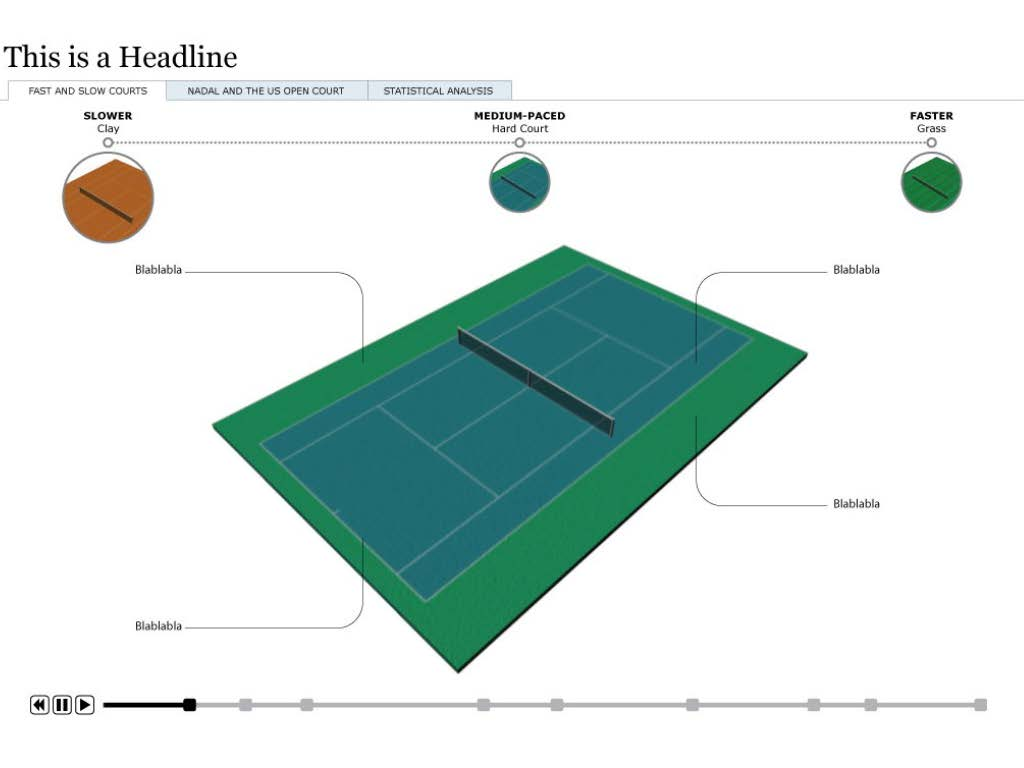 This is a Headline
FAST AND SLOW COURTS
NADAL AND THE US OPEN COURT
STATISTICAL ANALYSIS
SLOWER
Clay
MEDIUM-PACED
Hard Court
FASTER
Grass
Blablabla
Blablabla
Blablabla
Blablabla